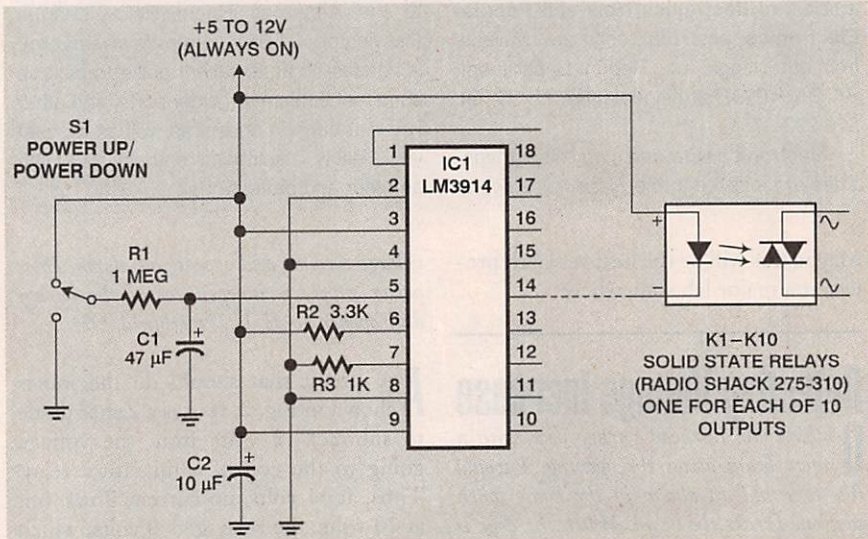 +5 TO 12V
(ALWAYS ON)
S1
POWER UP/
POWER DOWN
R1
1 MEG
C1
47 µF
+
C2
10 µF
+
R2 3.3K
R3 1K
IC1
LM3914
1
2
3
4
5
6
7
8
9
18
17
16
15
14
13
12
11
10
+
−
K1–K10
SOLID STATE RELAYS
(RADIO SHACK 275-310)
ONE FOR EACH OF 10
OUTPUTS